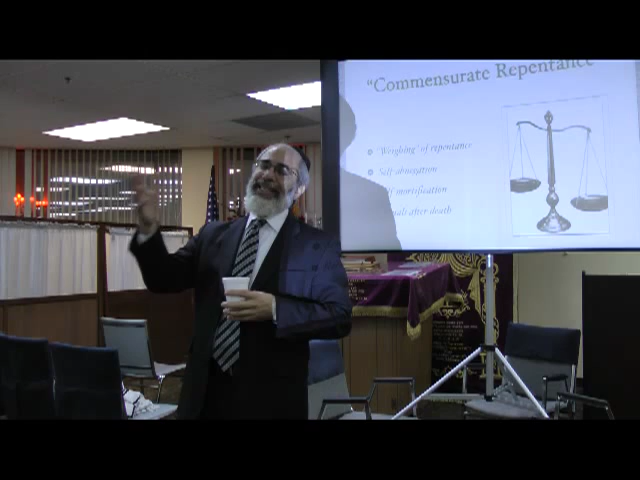 "Commensurate Repentance
"Weighing" of repentance
Self-abnegation
mortification
after death